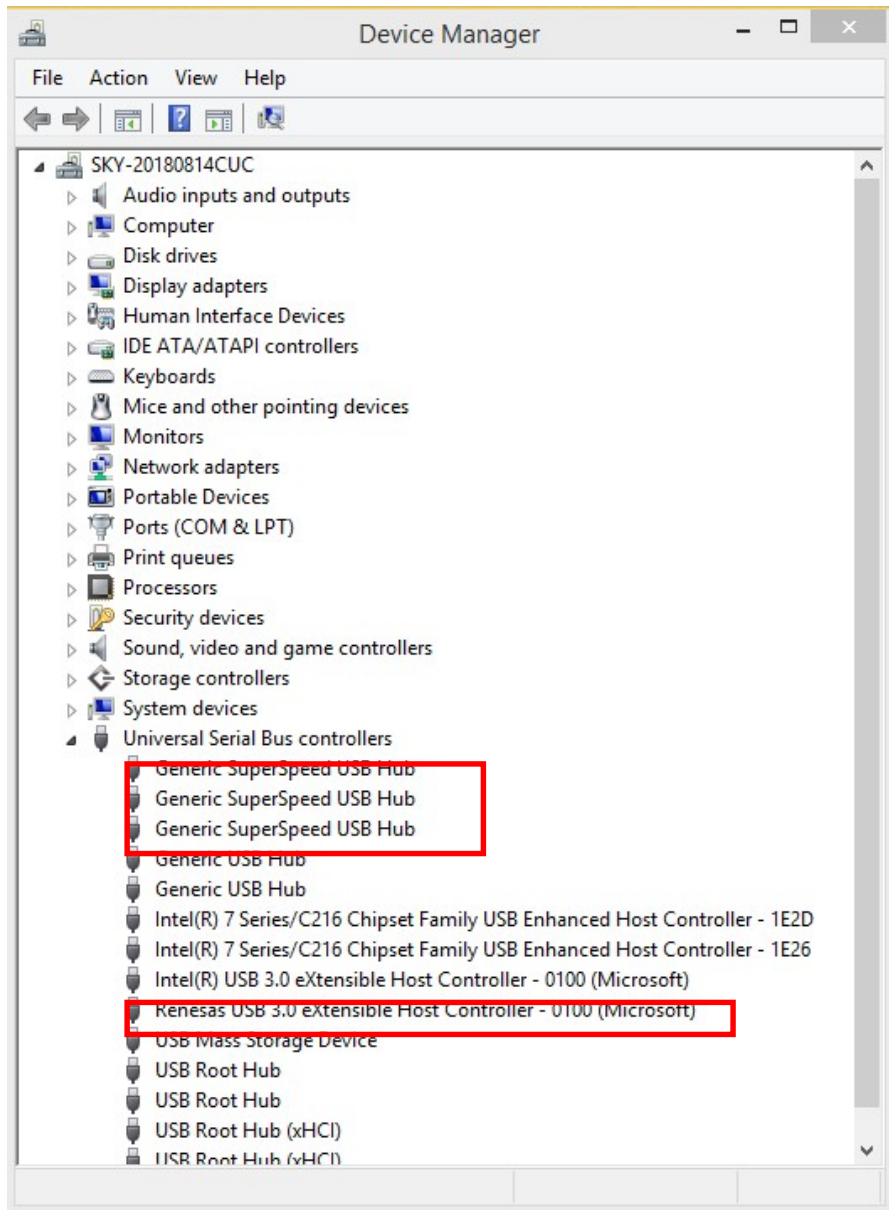 Device Manager
File Action View Help
SKY-20180814CUC
Audio inputs and outputs
Computer
Disk drives
Display adapters
Human Interface Devices
IDE ATA/ATAPI controllers
Keyboards
Mice and other pointing devices
Monitors
Network adapters
Portable Devices
Ports (COM & LPT)
Print queues
Processors
Security devices
Sound, video and game controllers
Storage controllers
System devices
Universal Serial Bus controllers
Generic SuperSpeed USB Hub
Generic SuperSpeed USB Hub
Generic SuperSpeed USB Hub
Generic USB Hub
Generic USB Hub
Intel(R) 7 Series/C216 Chipset Family USB Enhanced Host Controller - 1E2D
Intel(R) 7 Series/C216 Chipset Family USB Enhanced Host Controller - 1E26
Intel(R) USB 3.0 eXtensible Host Controller - 0100 (Microsoft)
Renesas USB 3.0 eXtensible Host Controller - 0100 (Microsoft)
USB Mass Storage Device
USB Root Hub
USB Root Hub
USB Root Hub (xHCI)
USB Root Hub (xHCI)